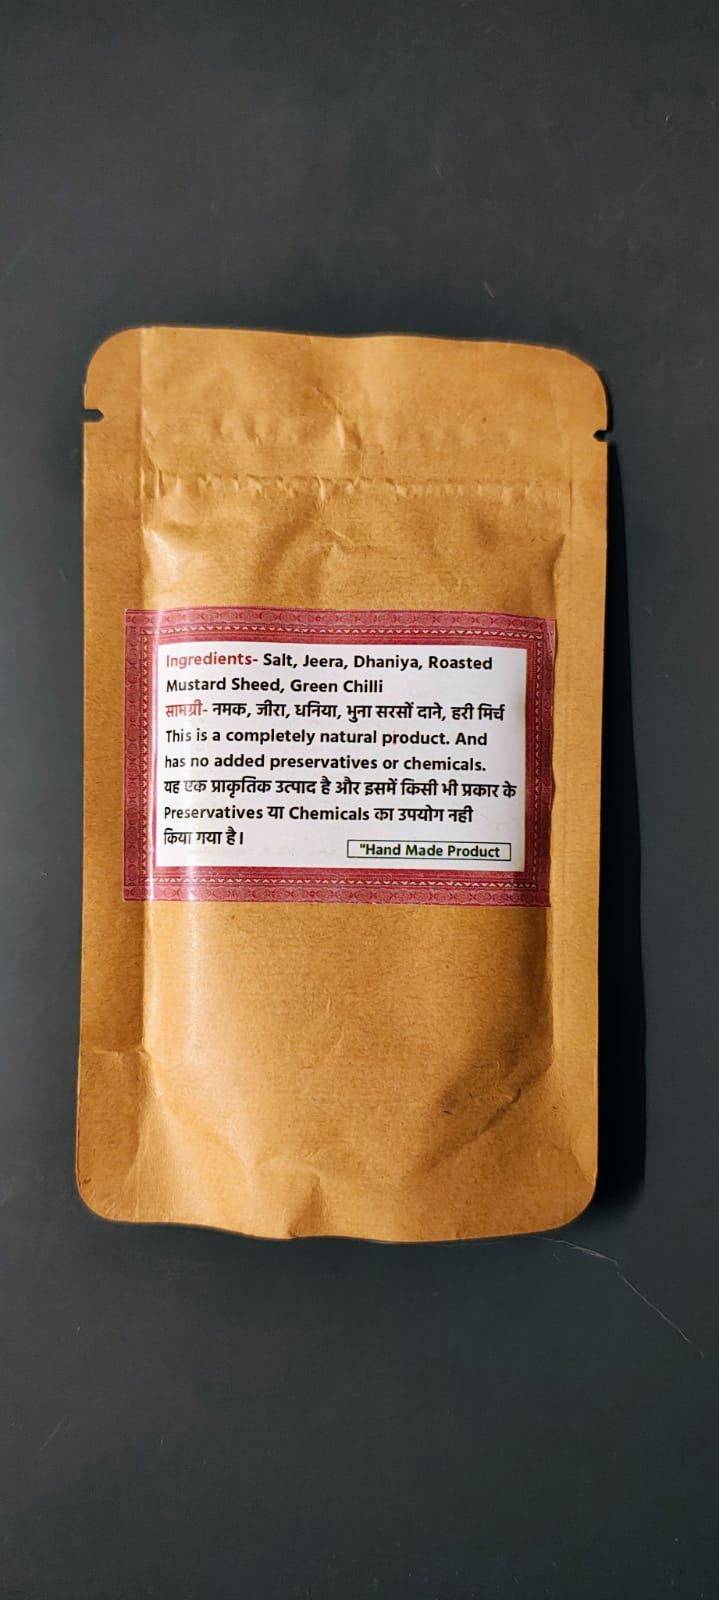 Ingredients- Salt, Jeera, Dhaniya, Roasted
Mustard Sheed, Green Chilli
सामग्री- नमक, जीरा, धनिया, भुना सरसों दाने, हरी मिर्च
This is a completely natural product. And
has no added preservatives or chemicals.
यह एक प्राकृतिक उत्पाद है और इसमें किसी भी प्रकार के
Preservatives या Chemicals का उपयोग नही
किया गया है।
"Hand Made Product